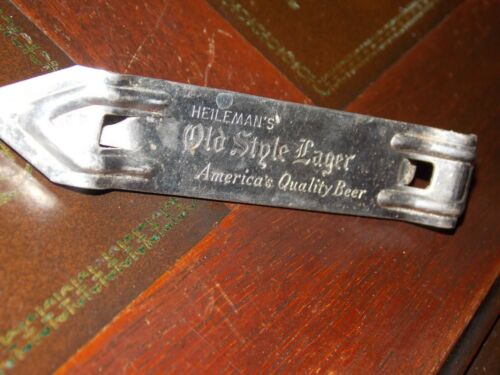 HEILEMAN'S
Old Style Lager
America's Quality Beer